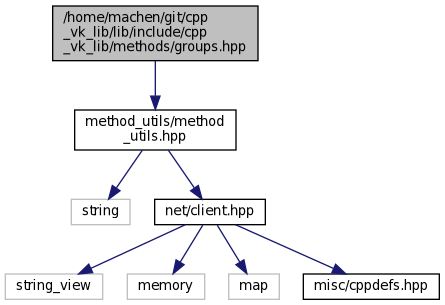 /home/machen/git/cpp
_vk_lib/lib/include/cpp
_vk_lib/methods/groups.hpp
method_utils/method
_utils.hpp
string
net/client.hpp
string_view
memory
map
misc/cppdefs.hpp